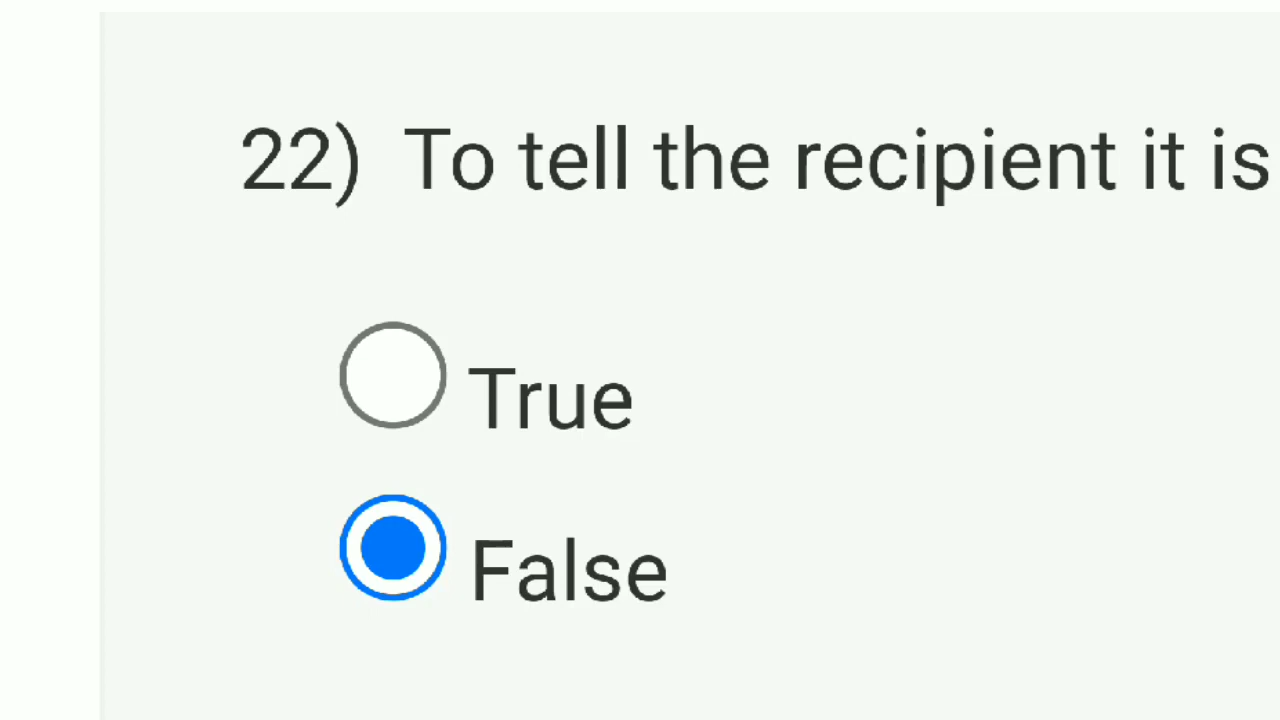 22) To tell the recipient it is
True
False